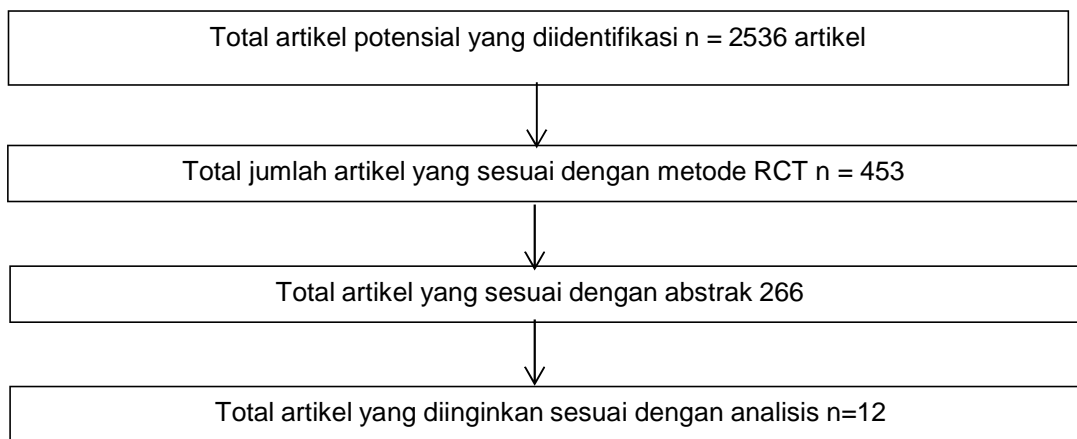 Total artikel potensial yang diidentifikasi n = 2536 artikel
Total jumlah artikel yang sesuai dengan metode RCT n = 453
Total artikel yang sesuai dengan abstrak 266
Total artikel yang diinginkan sesuai dengan analisis n=12